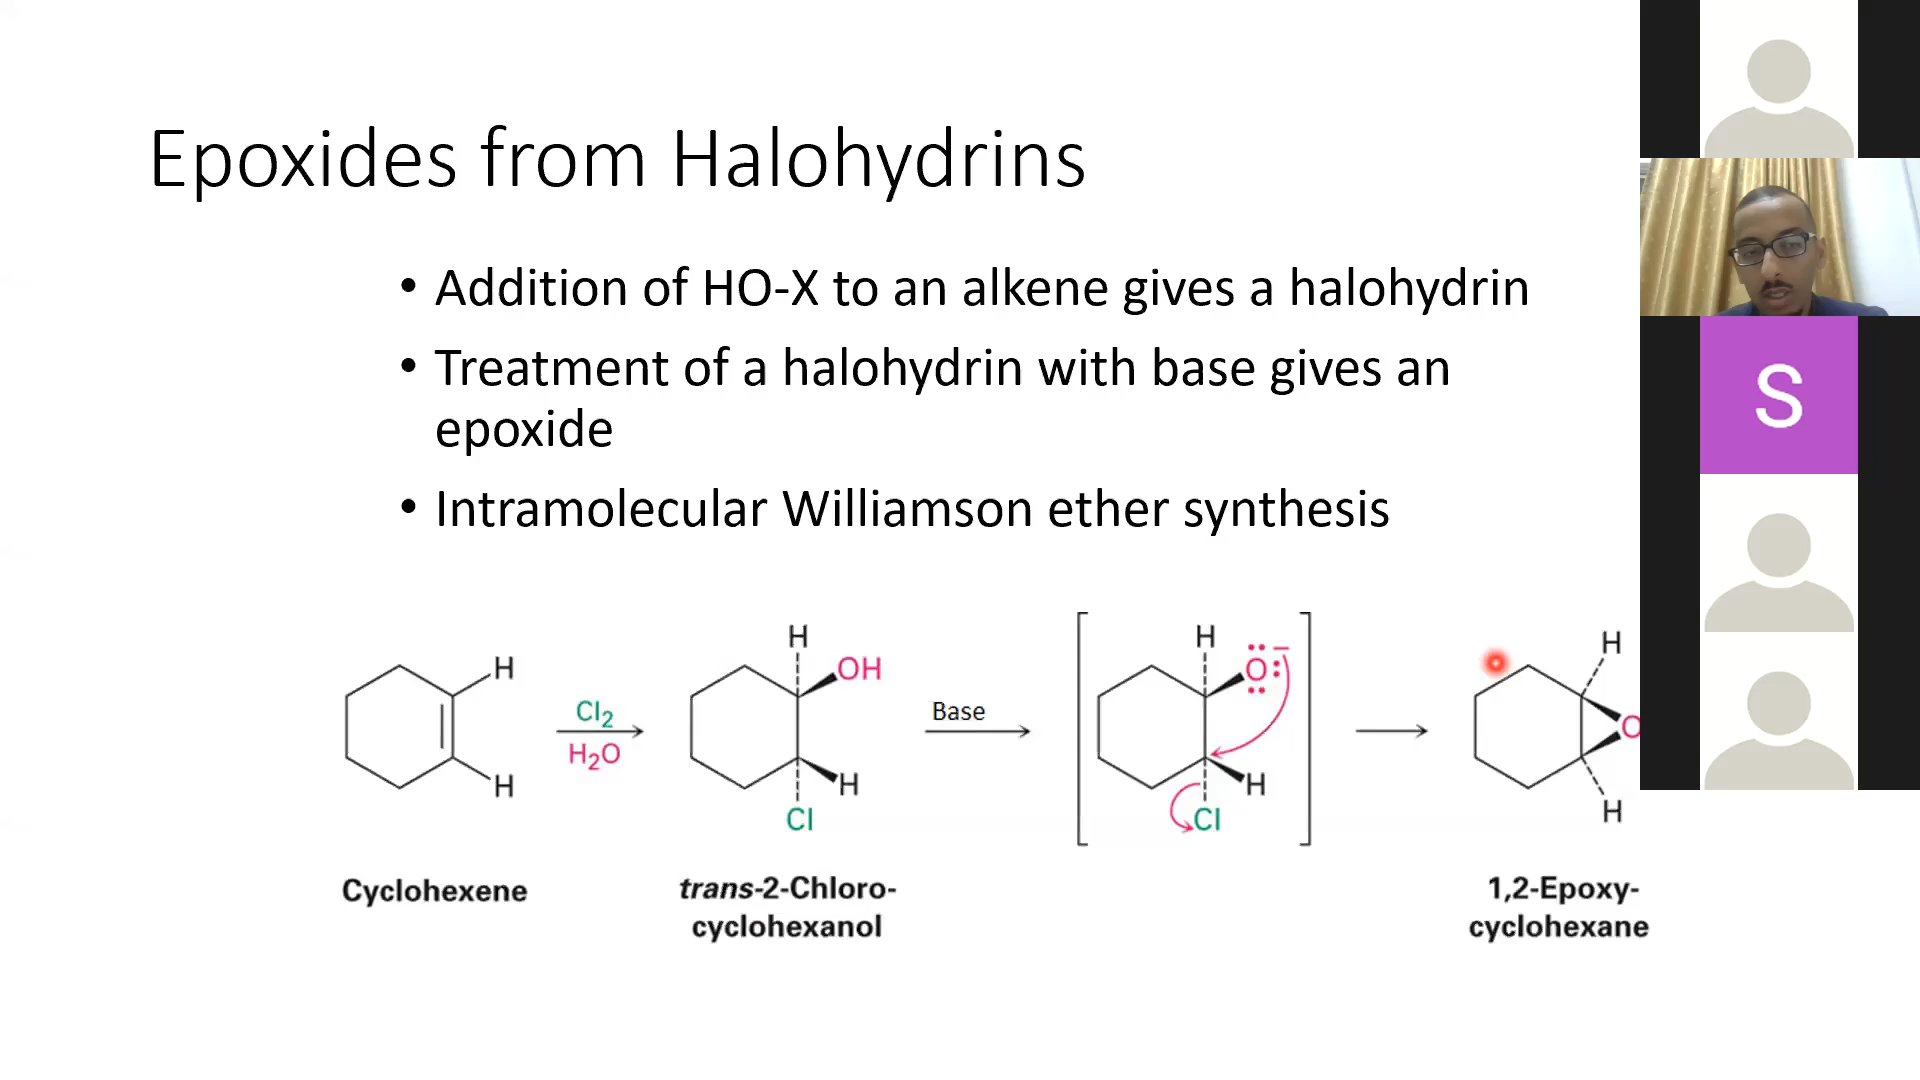 Epoxides from Halohydrins
• Addition of HO-X to an alkene gives a halohydrin
• Treatment of a halohydrin with base gives an
epoxide
• Intramolecular Williamson ether synthesis
S
H
H
Cl₂
H₂O
H
OH
H
Cl
Base
H
O
H
Cl
H
O
H
Cyclohexene
trans-2-Chloro-
cyclohexanol
1,2-Epoxy-
cyclohexane